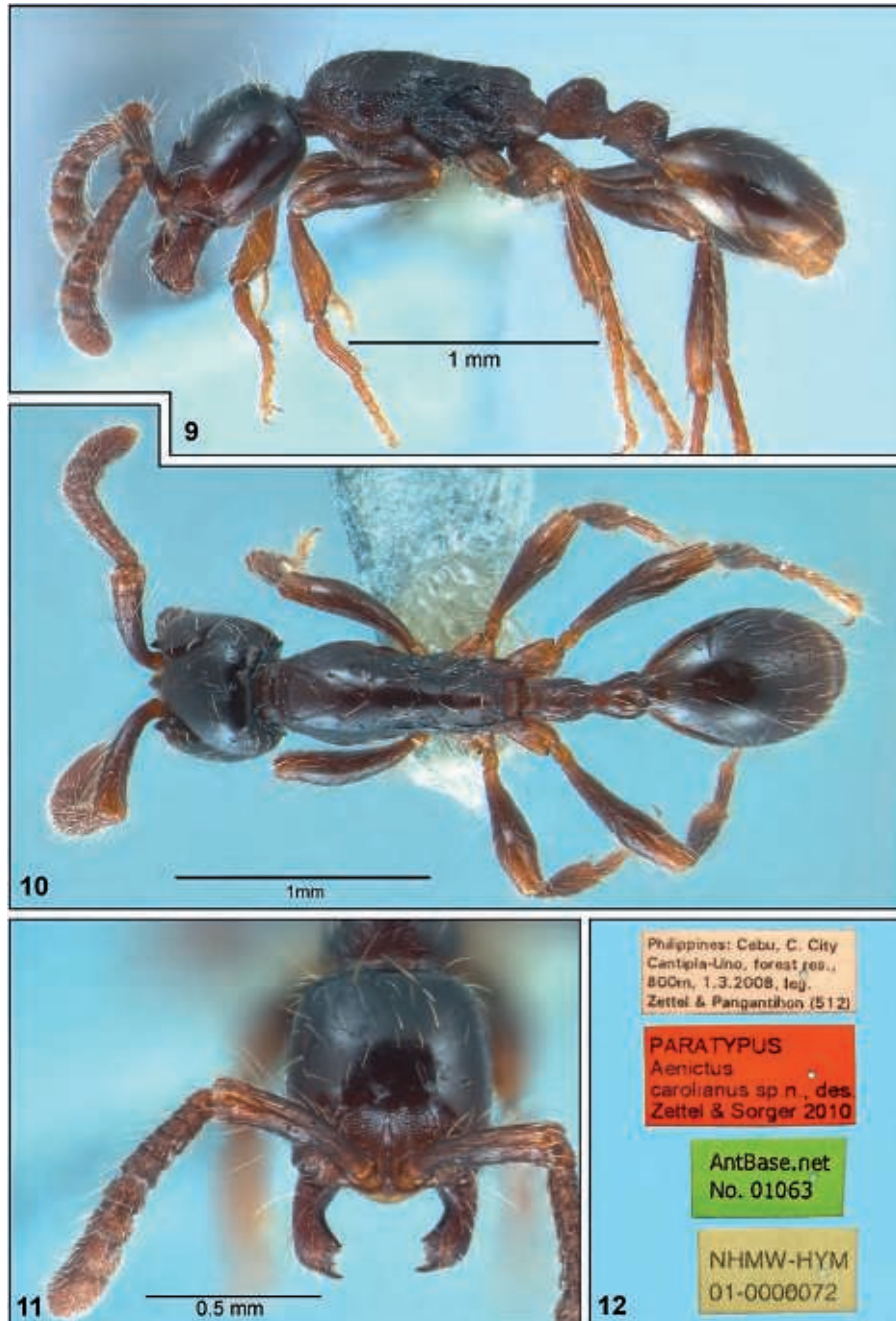 1 mm
9
10
1mm
11
0.5 mm
12
Philippines: Cebu, C. City
Cantipla-Uno, forest res.,
800m, 1.3.2008, leg.
Zettel & Pangantihon (512)
PARATYPUS
Aenictus
carolianus sp.n., des.
Zettel & Sorger 2010
AntBase.net
No. 01063
NHMW-HYM
01-0006072